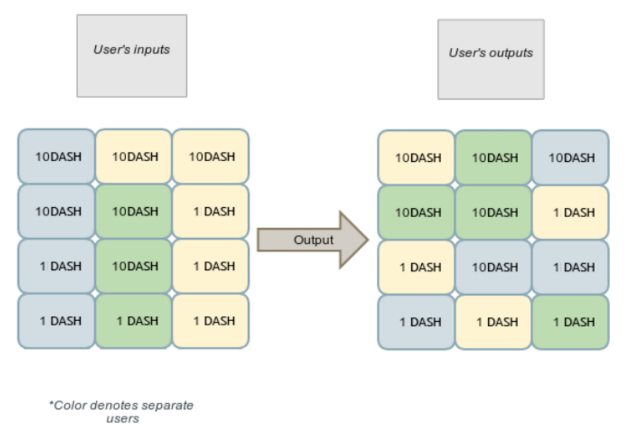 User's inputs
User's outputs
10DASH 10DASH 10DASH
10DASH 10DASH 1 DASH
1 DASH 10DASH 1 DASH
1 DASH 1 DASH 1 DASH
Output
10DASH 10DASH 10DASH
10DASH 10DASH 1 DASH
1 DASH 10DASH 1 DASH
1 DASH 1 DASH 1 DASH
*Color denotes separate
users